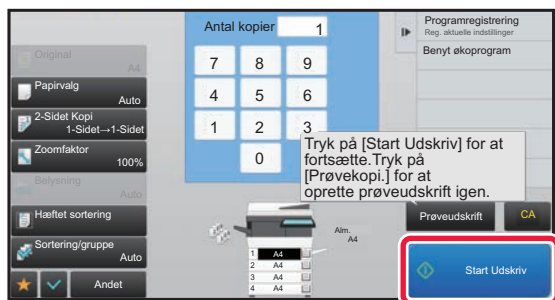 Original
A4
Papirvalg
Auto
2-Sidet Kopi
1-Sidet→1-Sidet
Zoomfaktor
100%
Belysning
Auto
Hæftet sortering
Sortering/gruppe
Auto
Andet
Antal kopier 1
7 8 9
4 5 6
1 2 3
0
Tryk på [Start Udskriv] for at
fortsætte.Tryk på
[Prøvekopi.] for at
oprette prøveudskrift igen.
Alm.
A4
1 A4
2 A4
3 A4
4 A4
Programregistrering
Reg. aktuelle indstillinger
Benyt økoprogram
Prøveudskrift CA
Start Udskriv